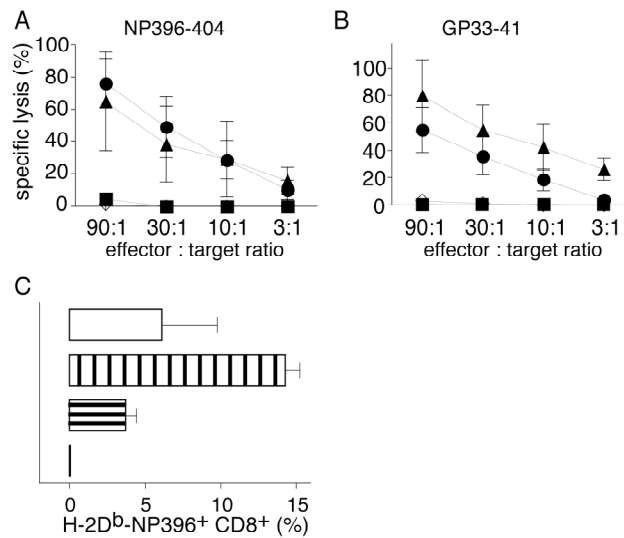 A
NP396-404
specific lysis (%)
100
80
60
40
20
0
90:1 30:1 10:1 3:1
effector : target ratio
B
GP33-41
100
80
60
40
20
0
90:1 30:1 10:1 3:1
effector : target ratio
C
0 5 10 15
H-2Dᵇ-NP396⁺ CD8⁺ (%)